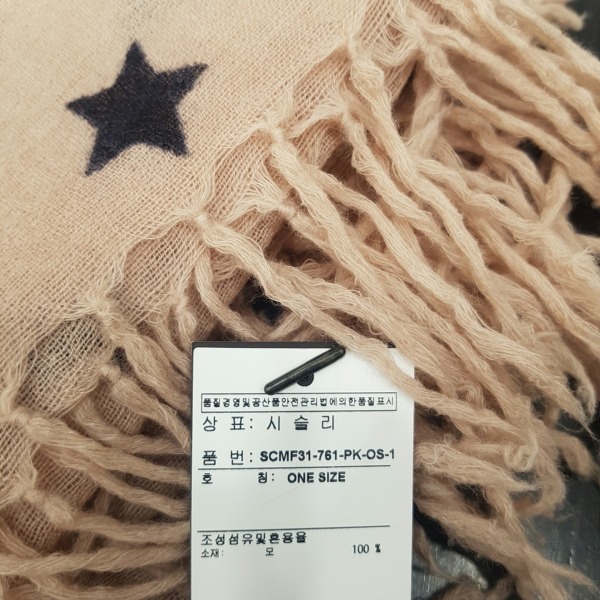 품질경영및공산품안전관리법에의한품질표시
상 표: 시 슬 리
품 번: SCMF31-761-PK-OS-1
호 칭: ONE SIZE
조성섬유및혼용율
소재: 모 100 %